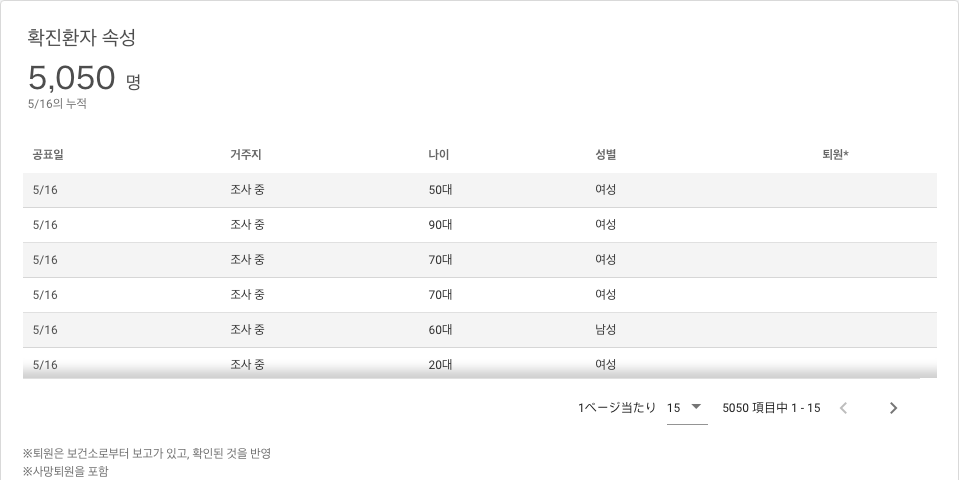 확진환자 속성
5,050 명
5/16의 누적
공표일 거주지 나이 성별 퇴원*
5/16 조사 중 50대 여성
5/16 조사 중 90대 여성
5/16 조사 중 70대 여성
5/16 조사 중 70대 여성
5/16 조사 중 60대 남성
5/16 조사 중 20대 여성
1ページ当たり 15 5050 項目中 1 - 15
※퇴원은 보건소로부터 보고가 있고, 확인된 것을 반영
※사망퇴원을 포함